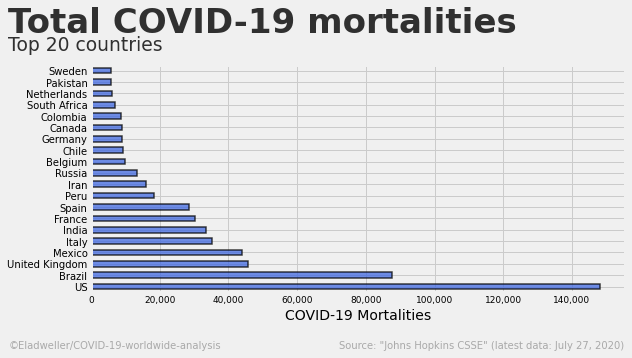 Total COVID-19 mortalities
Top 20 countries
Sweden
Pakistan
Netherlands
South Africa
Colombia
Canada
Germany
Chile
Belgium
Russia
Iran
Peru
Spain
France
India
Italy
Mexico
United Kingdom
Brazil
US
0 20,000 40,000 60,000 80,000 100,000 120,000 140,000
COVID-19 Mortalities
©Eladweller/COVID-19-worldwide-analysis Source: "Johns Hopkins CSSE" (latest data: July 27, 2020)